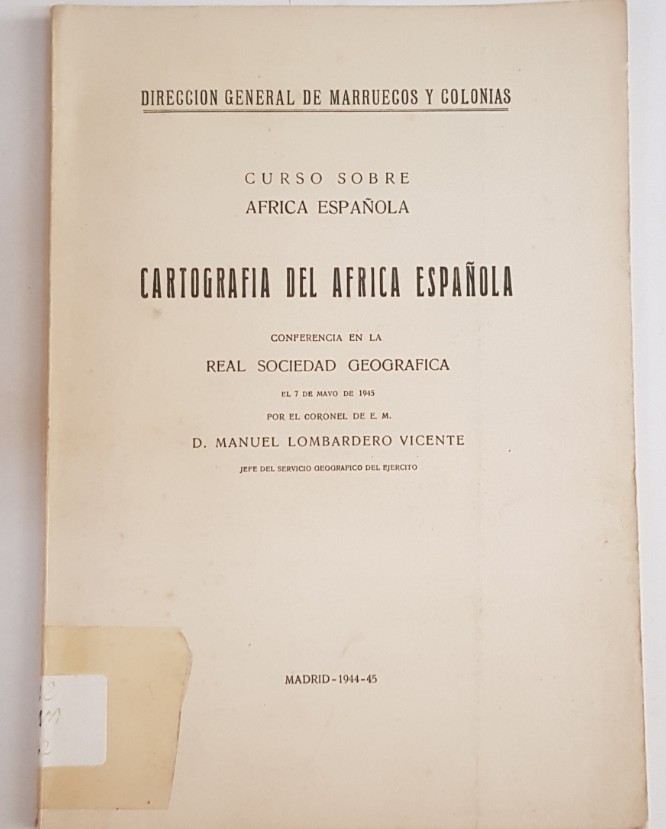 DIRECCION GENERAL DE MARRUECOS Y COLONIAS
CURSO SOBRE
AFRICA ESPAÑOLA
CARTOGRAFIA DEL AFRICA ESPAÑOLA
CONFERENCIA EN LA
REAL SOCIEDAD GEOGRAFICA
EL 7 DE MAYO DE 1945
POR EL CORONEL DE E. M.
D. MANUEL LOMBARDERO VICENTE
JEFE DEL SERVICIO GEOGRAFICO DEL EJERCITO
MADRID-1944-45